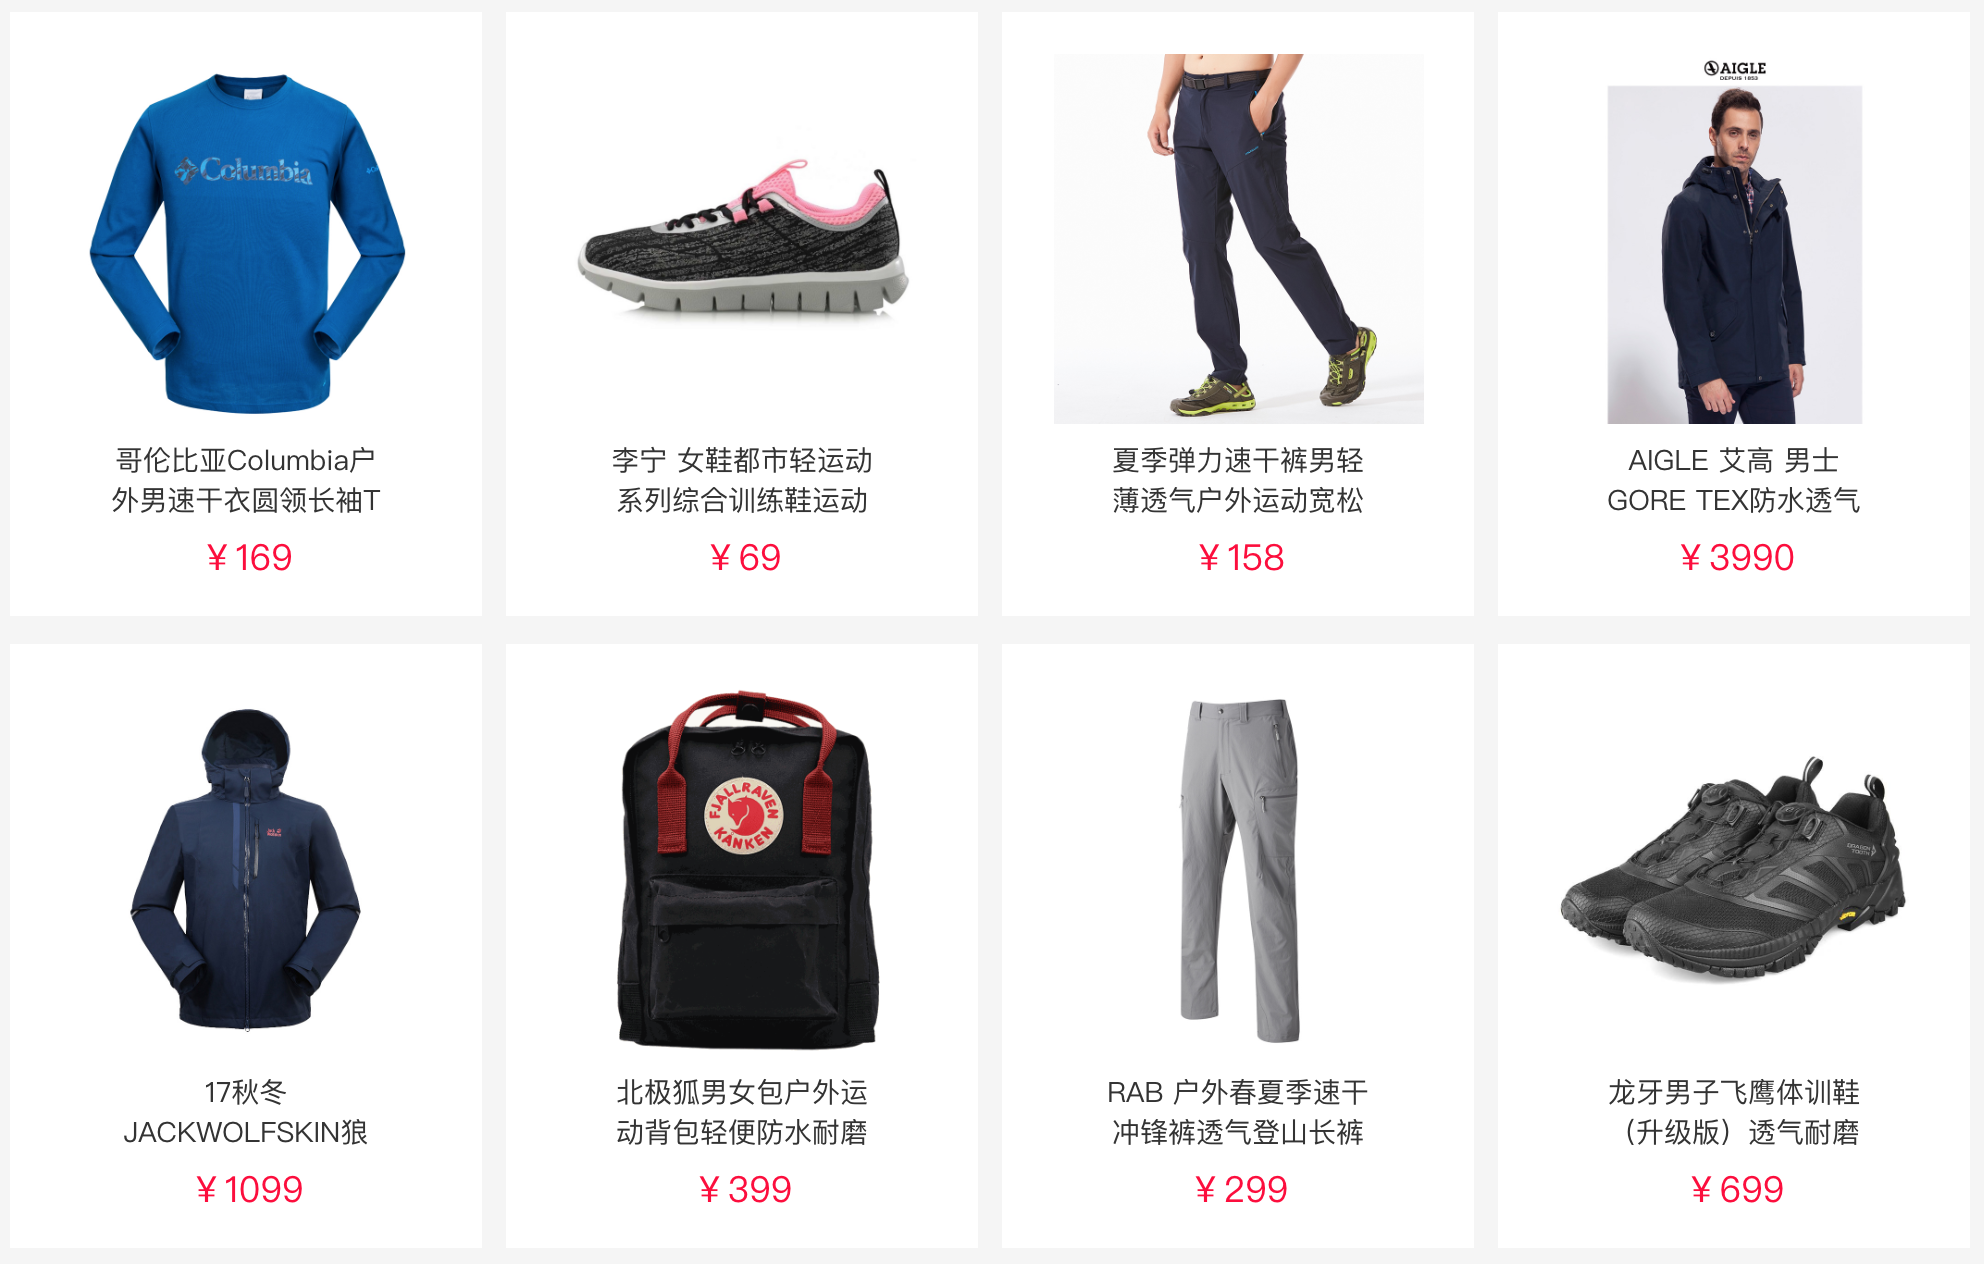 Columbia
AIGLE
DEPUIS 1853
哥伦比亚Columbia户
外男速干衣圆领长袖T
¥169
李宁 女鞋都市轻运动
系列综合训练鞋运动
¥69
夏季弹力速干裤男轻
薄透气户外运动宽松
¥158
AIGLE 艾高 男士
GORE TEX防水透气
¥3990
FJALLRAVEN
KANKEN
DRAGON
TOOTH
17秋冬
JACKWOLFSKIN狼
¥1099
北极狐男女包户外运
动背包轻便防水耐磨
¥399
RAB 户外春夏季速干
冲锋裤透气登山长裤
¥299
龙牙男子飞鹰体训鞋
（升级版）透气耐磨
¥699